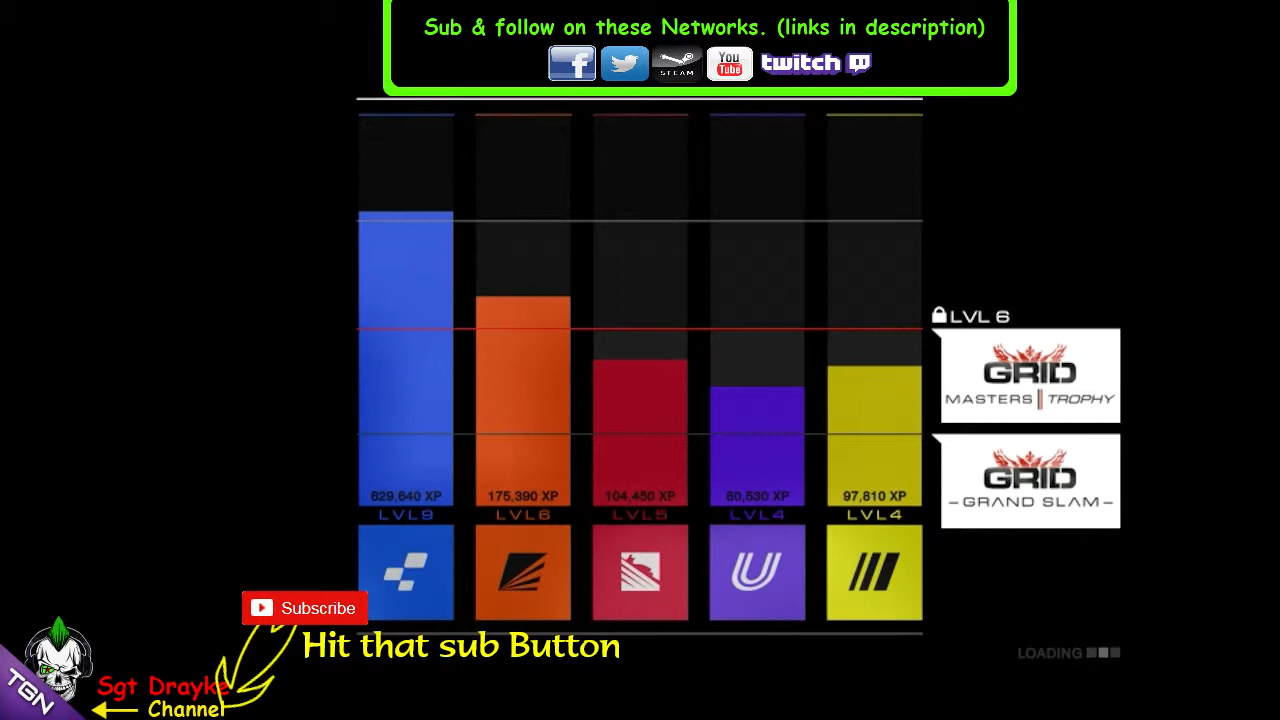 Sub & follow on these Networks. (links in description)
f
STEAM
You Tube
twitch
LVL 6
GRID
MASTERS TROPHY
GRID
-GRAND SLAM-
629,640 XP 175,390 XP 104,450 XP 80,530 XP 97,810 XP
LVL9 LVL6 LVL5 LVL4 LVL4
Subscribe
Hit that sub Button
LOADING
TGN
Sgt Drayke
Channel